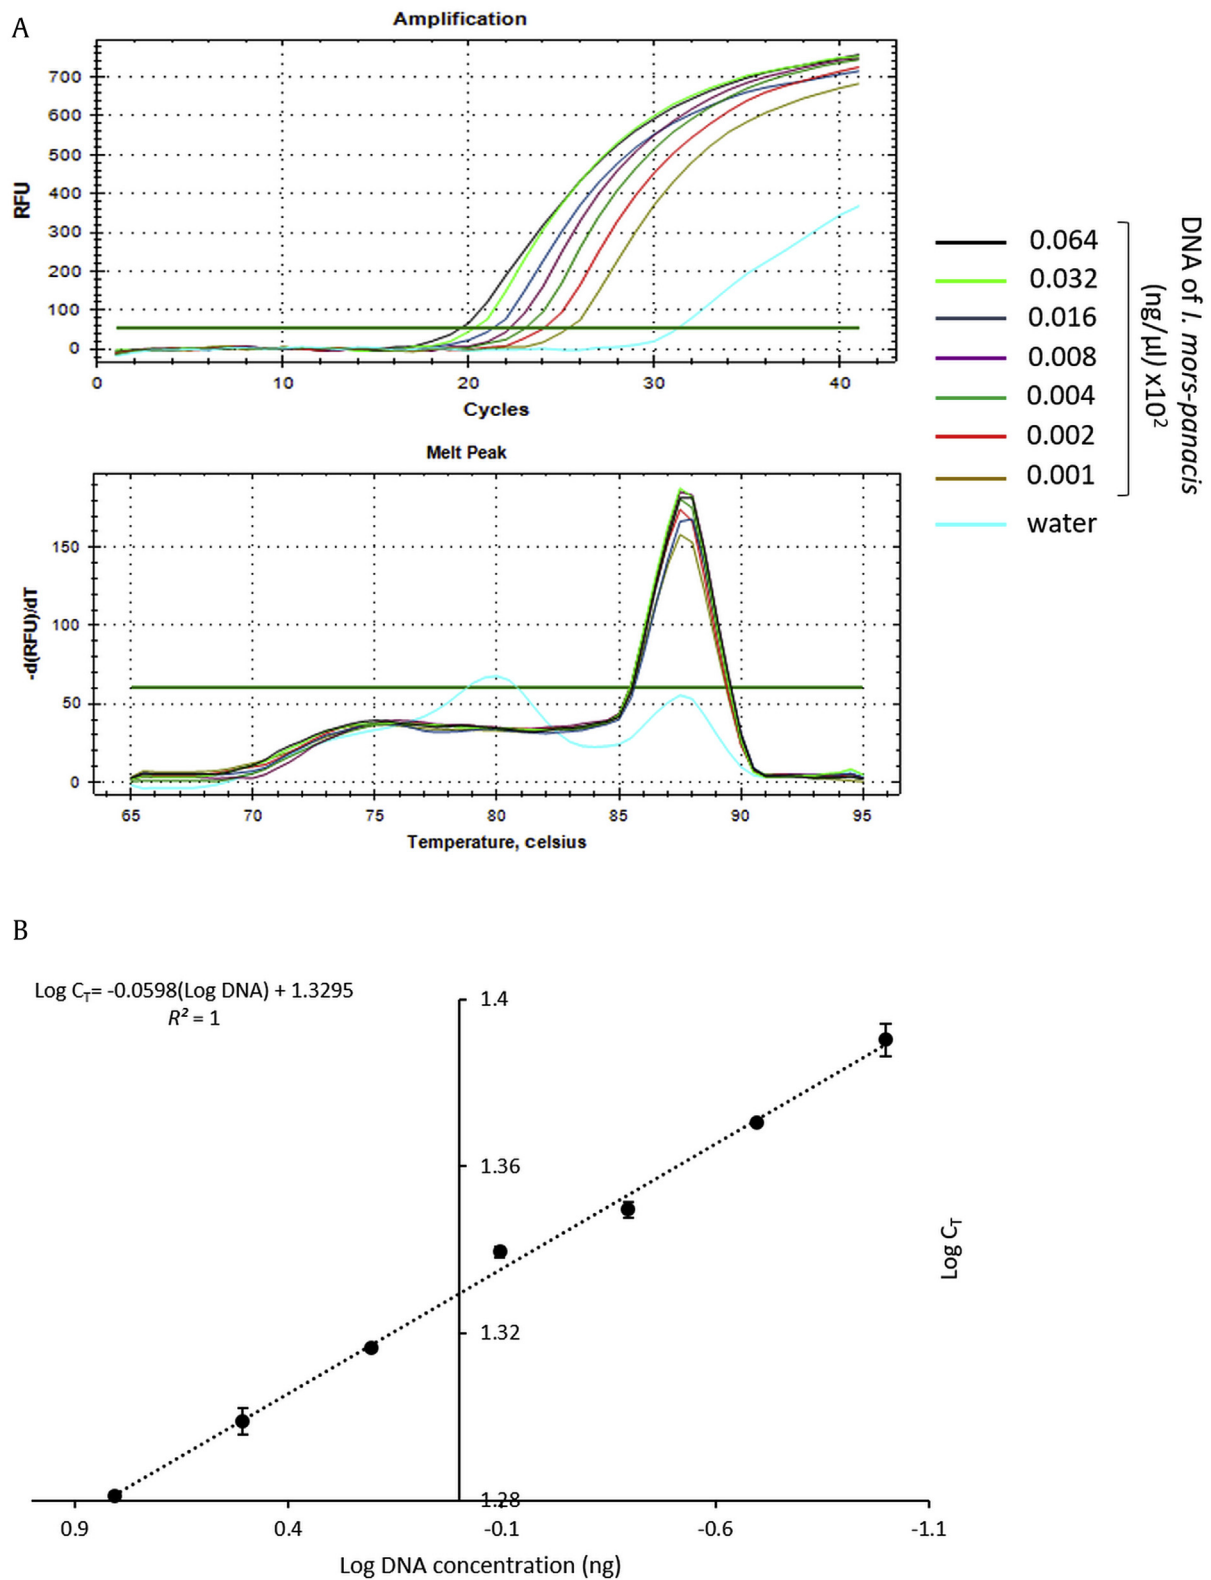 A
Amplification
700
600
500
400
300
200
100
0
RFU
0 10 20 30 40
Cycles
Melt Peak
150
100
50
0
-d(RFU)/dT
65 70 75 80 85 90 95
Temperature, Celsius
0.064
0.032
0.016
0.008
0.004
0.002
0.001
water
DNA of I. mors-panacis
(ng/µl) x10²
B
Log C_T= -0.0598(Log DNA) + 1.3295
R² = 1
1.4
1.36
1.32
1.28
Log C_T
0.9 0.4 -0.1 -0.6 -1.1
Log DNA concentration (ng)